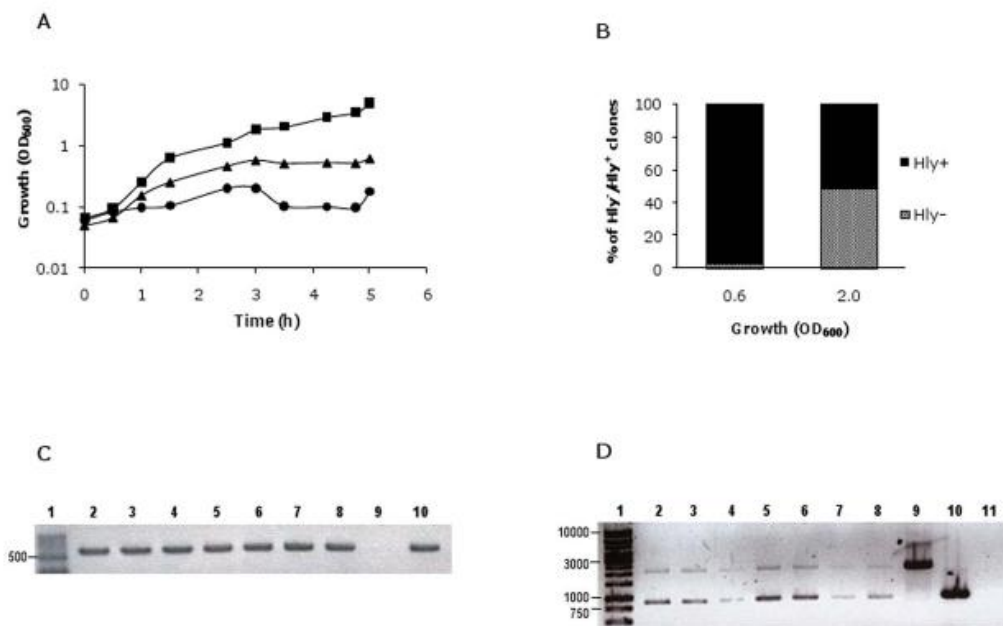 A
Growth (OD600)
10
1
0.1
0.01
0 1 2 3 4 5 6
Time (h)
B
% of Hly-/Hly+ clones
100
80
60
40
20
0
0.6 2.0
Growth (OD600)
Hly+
Hly-
C
1 2 3 4 5 6 7 8 9 10
500
D
1 2 3 4 5 6 7 8 9 10 11
10000
3000
1000
750